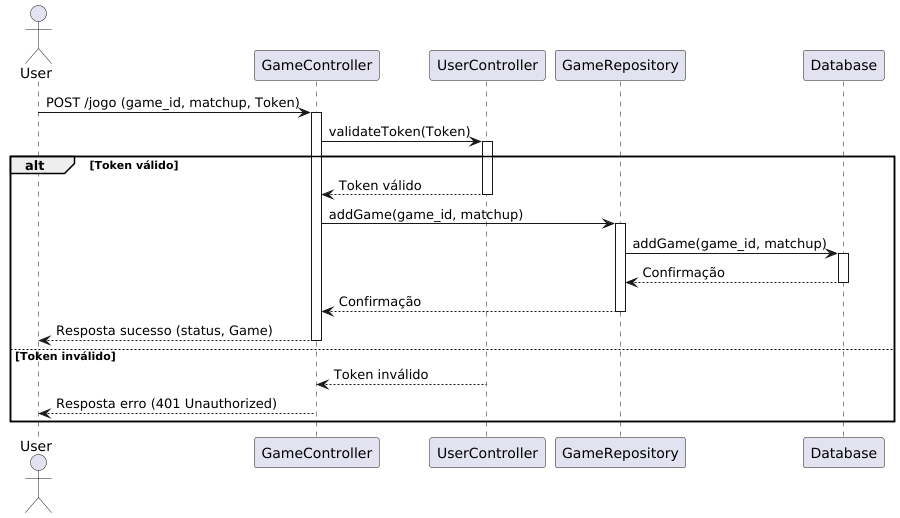 User
GameController
UserController
GameRepository
Database
POST /jogo (game_id, matchup, Token)
validateToken(Token)
alt
[Token válido]
Token válido
addGame(game_id, matchup)
addGame(game_id, matchup)
Confirmação
Confirmação
Resposta sucesso (status, Game)
[Token inválido]
Token inválido
Resposta erro (401 Unauthorized)
User
GameController
UserController
GameRepository
Database